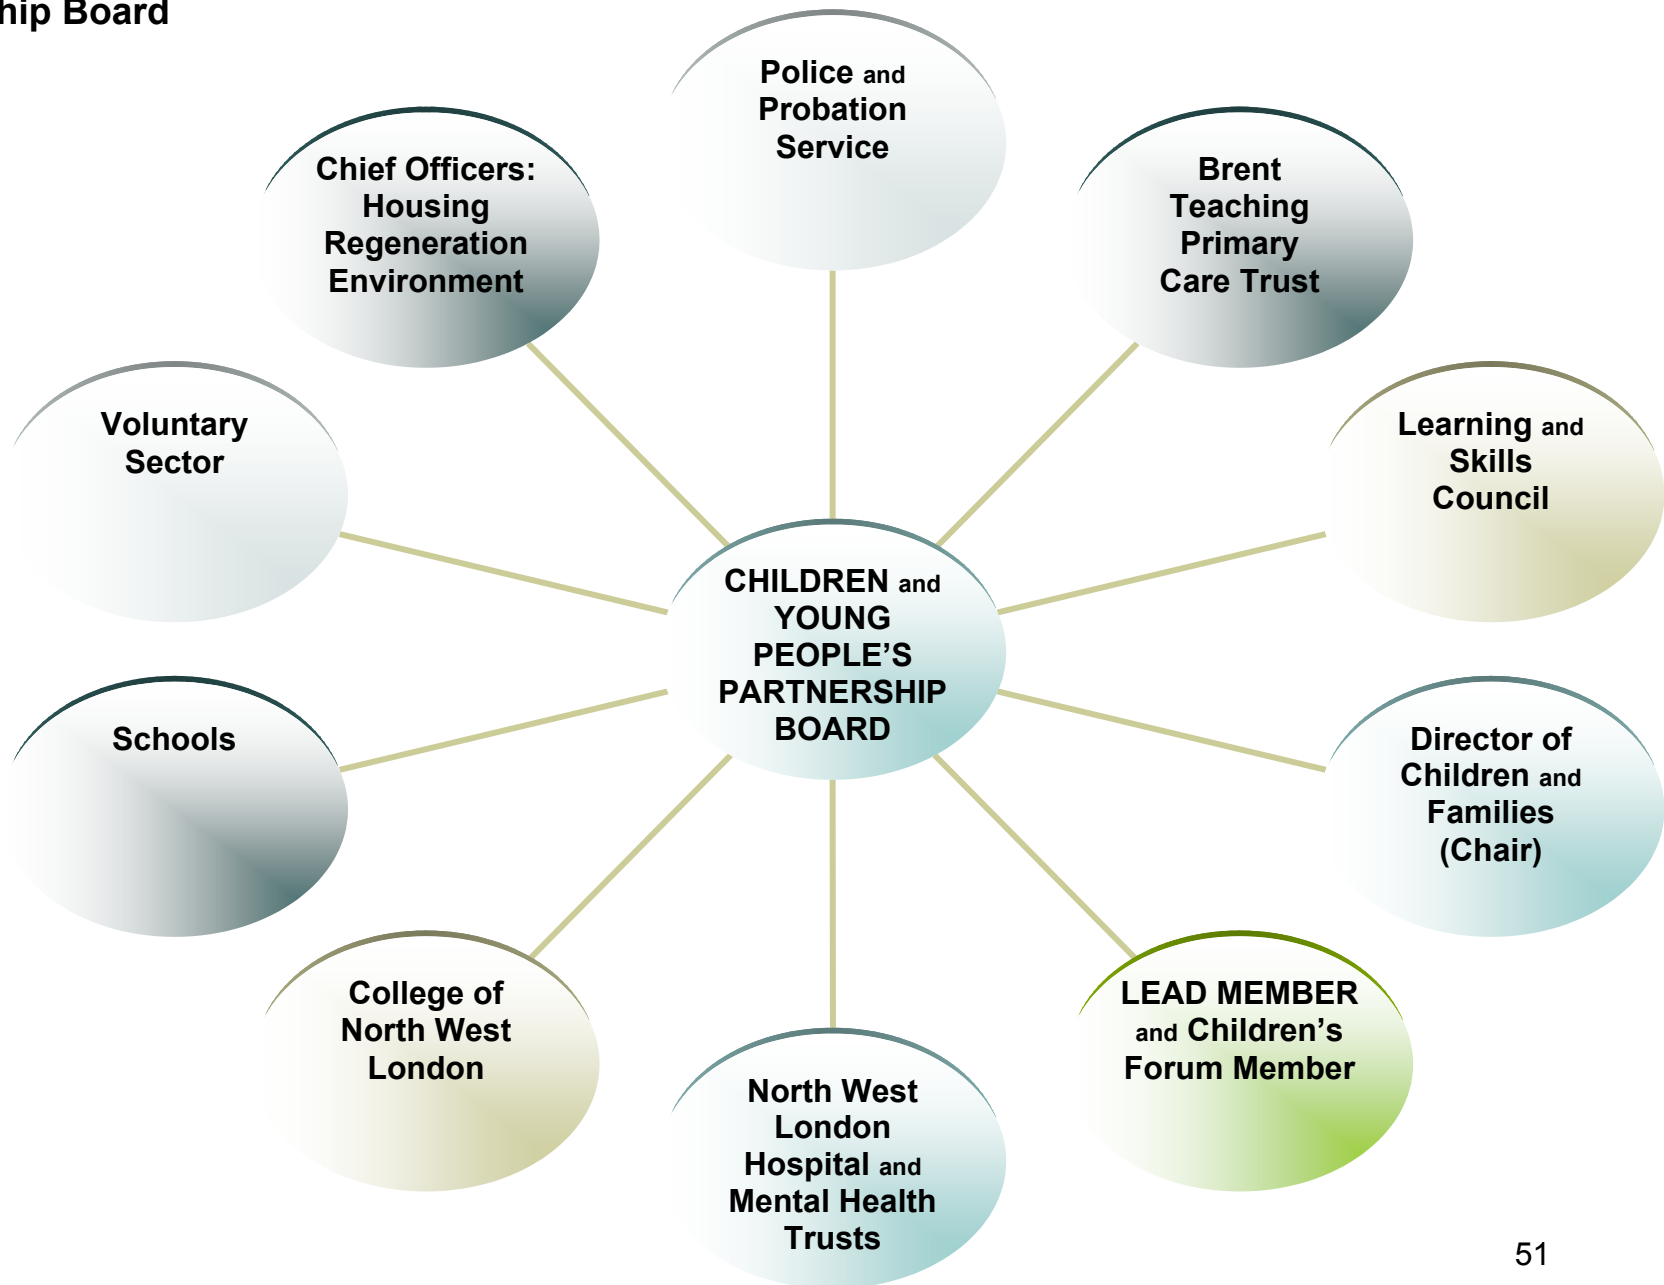 hip Board
Police and
Probation
Service
Chief Officers:
Housing
Regeneration
Environment
Brent
Teaching
Primary
Care Trust
Voluntary
Sector
Learning and
Skills
Council
CHILDREN and
YOUNG
PEOPLE’S
PARTNERSHIP
BOARD
Schools
Director of
Children and
Families
(Chair)
College of
North West
London
LEAD MEMBER
and Children’s
Forum Member
North West
London
Hospital and
Mental Health
Trusts
51